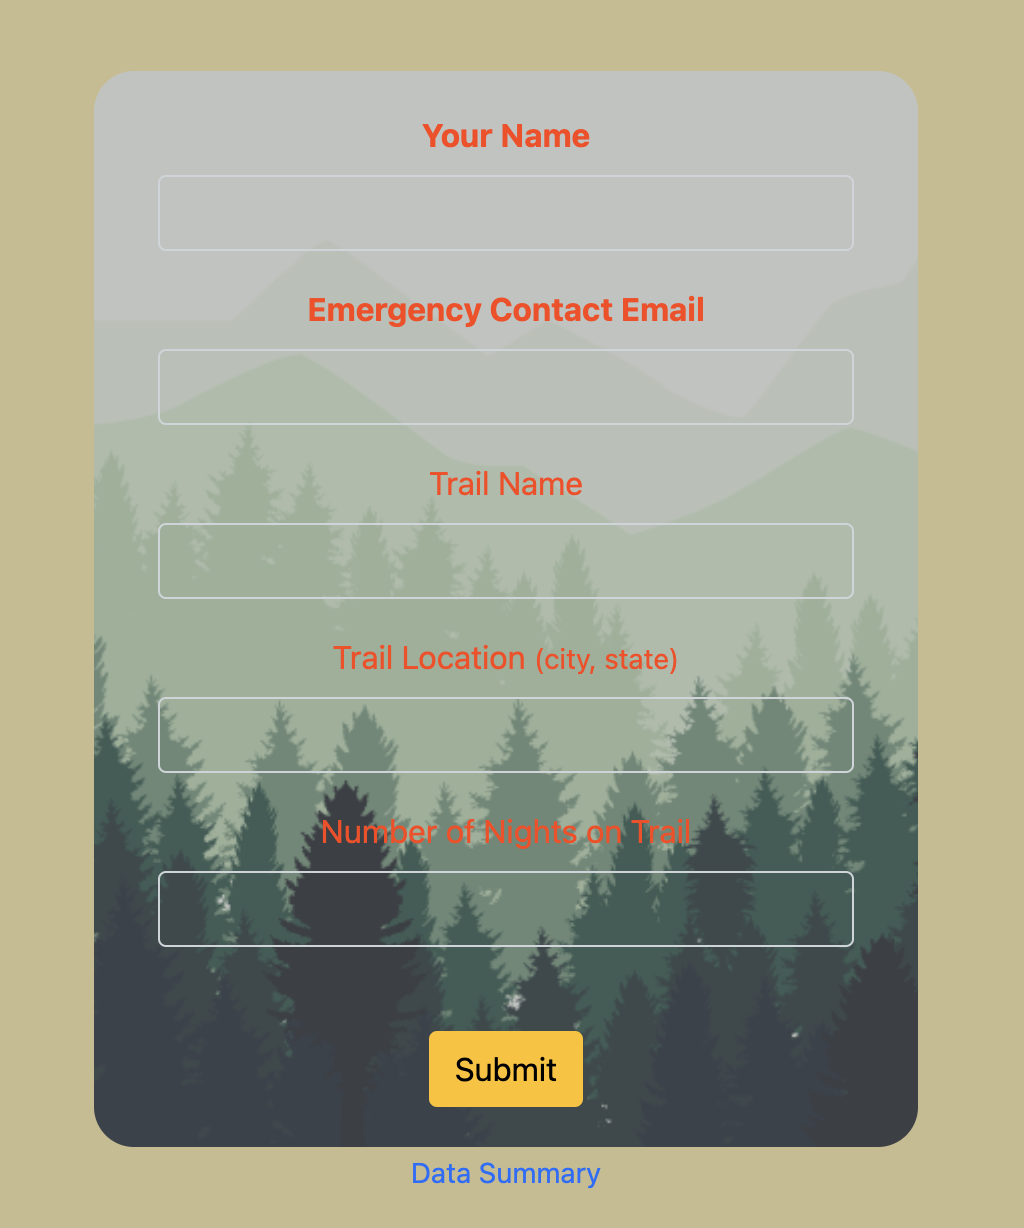 Your Name
Emergency Contact Email
Trail Name
Trail Location (city, state)
Number of Nights on Trail
Submit
Data Summary